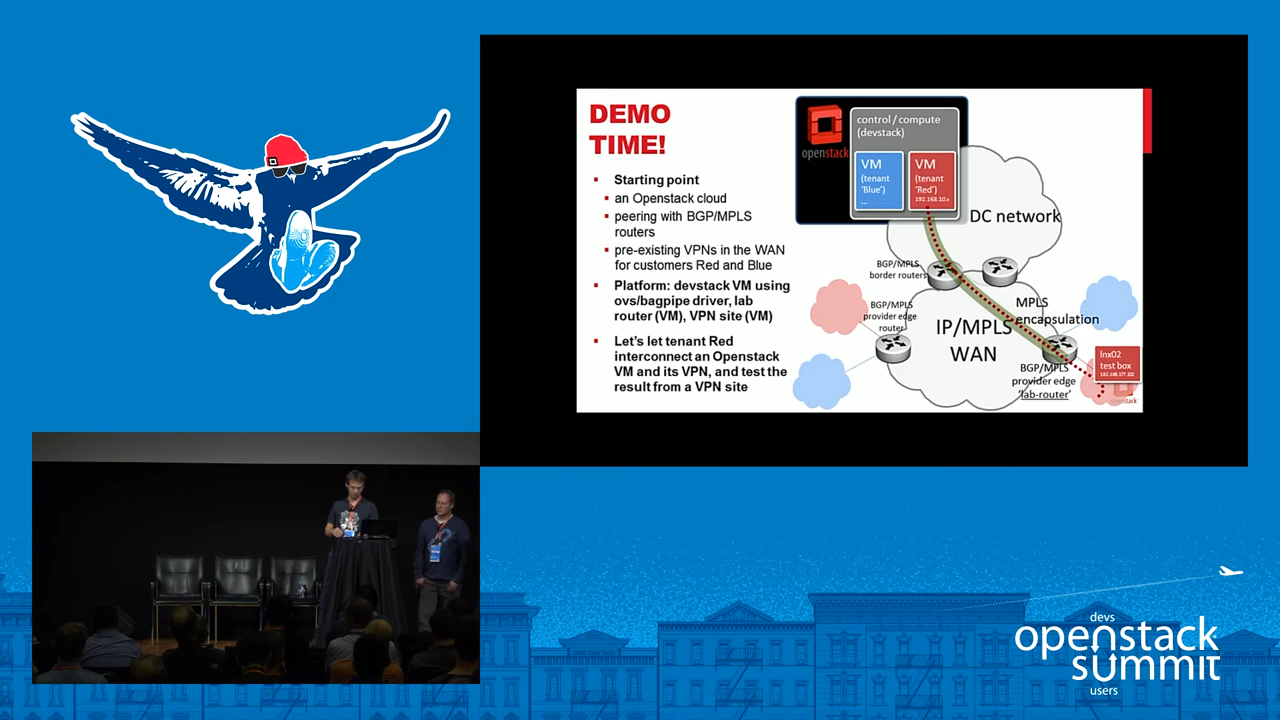 DEMO
TIME!
Starting point
an Openstack cloud
peering with BGP/MPLS
routers
pre-existing VPNs in the WAN
for customers Red and Blue
Platform: devstack VM using
ovs/bagpipe driver, lab
router (VM), VPN site (VM)
Let's let tenant Red
interconnect an Openstack
VM and its VPN, and test the
result from a VPN site
openstack
control / compute
(devstack)
VM
(tenant
'Blue')
...
VM
(tenant
'Red')
192.168.10.x
DC network
BGP/MPLS
border routers
BGP/MPLS
provider edge
router
MPLS
encapsulation
IP/MPLS
WAN
lnx02
test box
BGP/MPLS
provider edge
'lab-router'
openstack
devs
openstack
summit
users